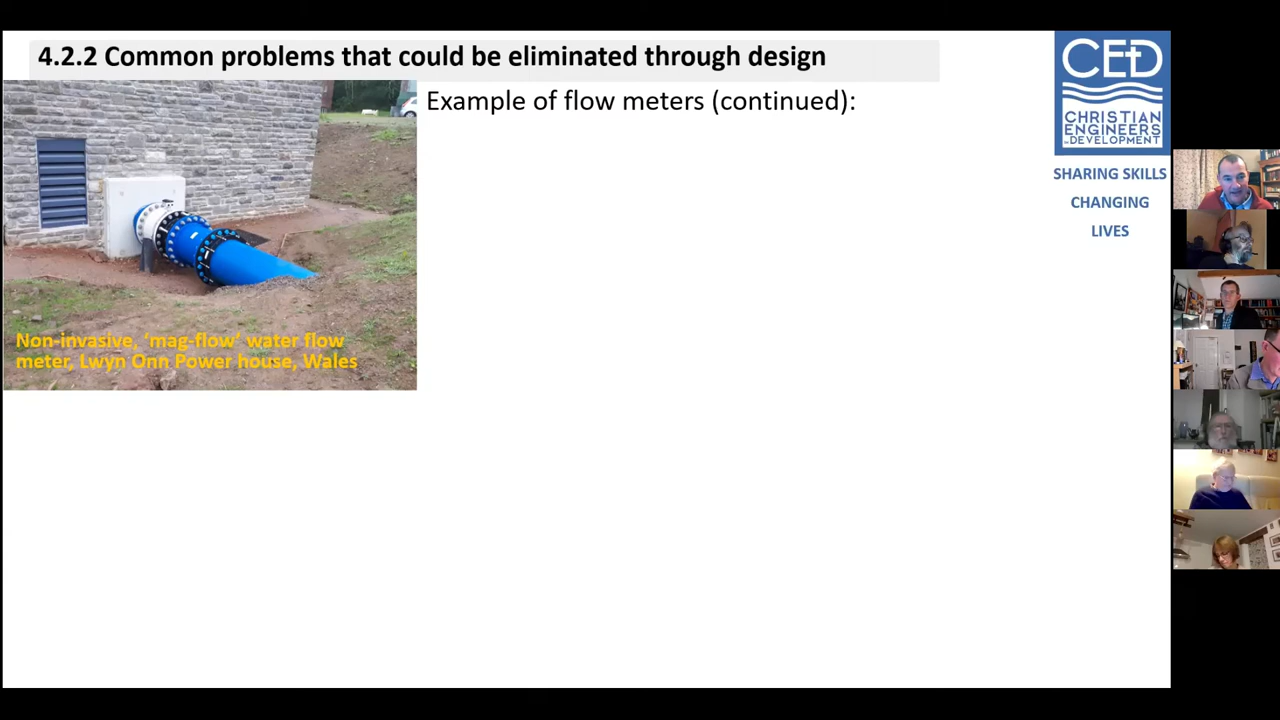 4.2.2 Common problems that could be eliminated through design
Example of flow meters (continued):
Non-invasive, ‘mag-flow’ water flow
meter, Lwyn Onn Power house, Wales
CED
CHRISTIAN
ENGINEERS
IN DEVELOPMENT
SHARING SKILLS
CHANGING
LIVES